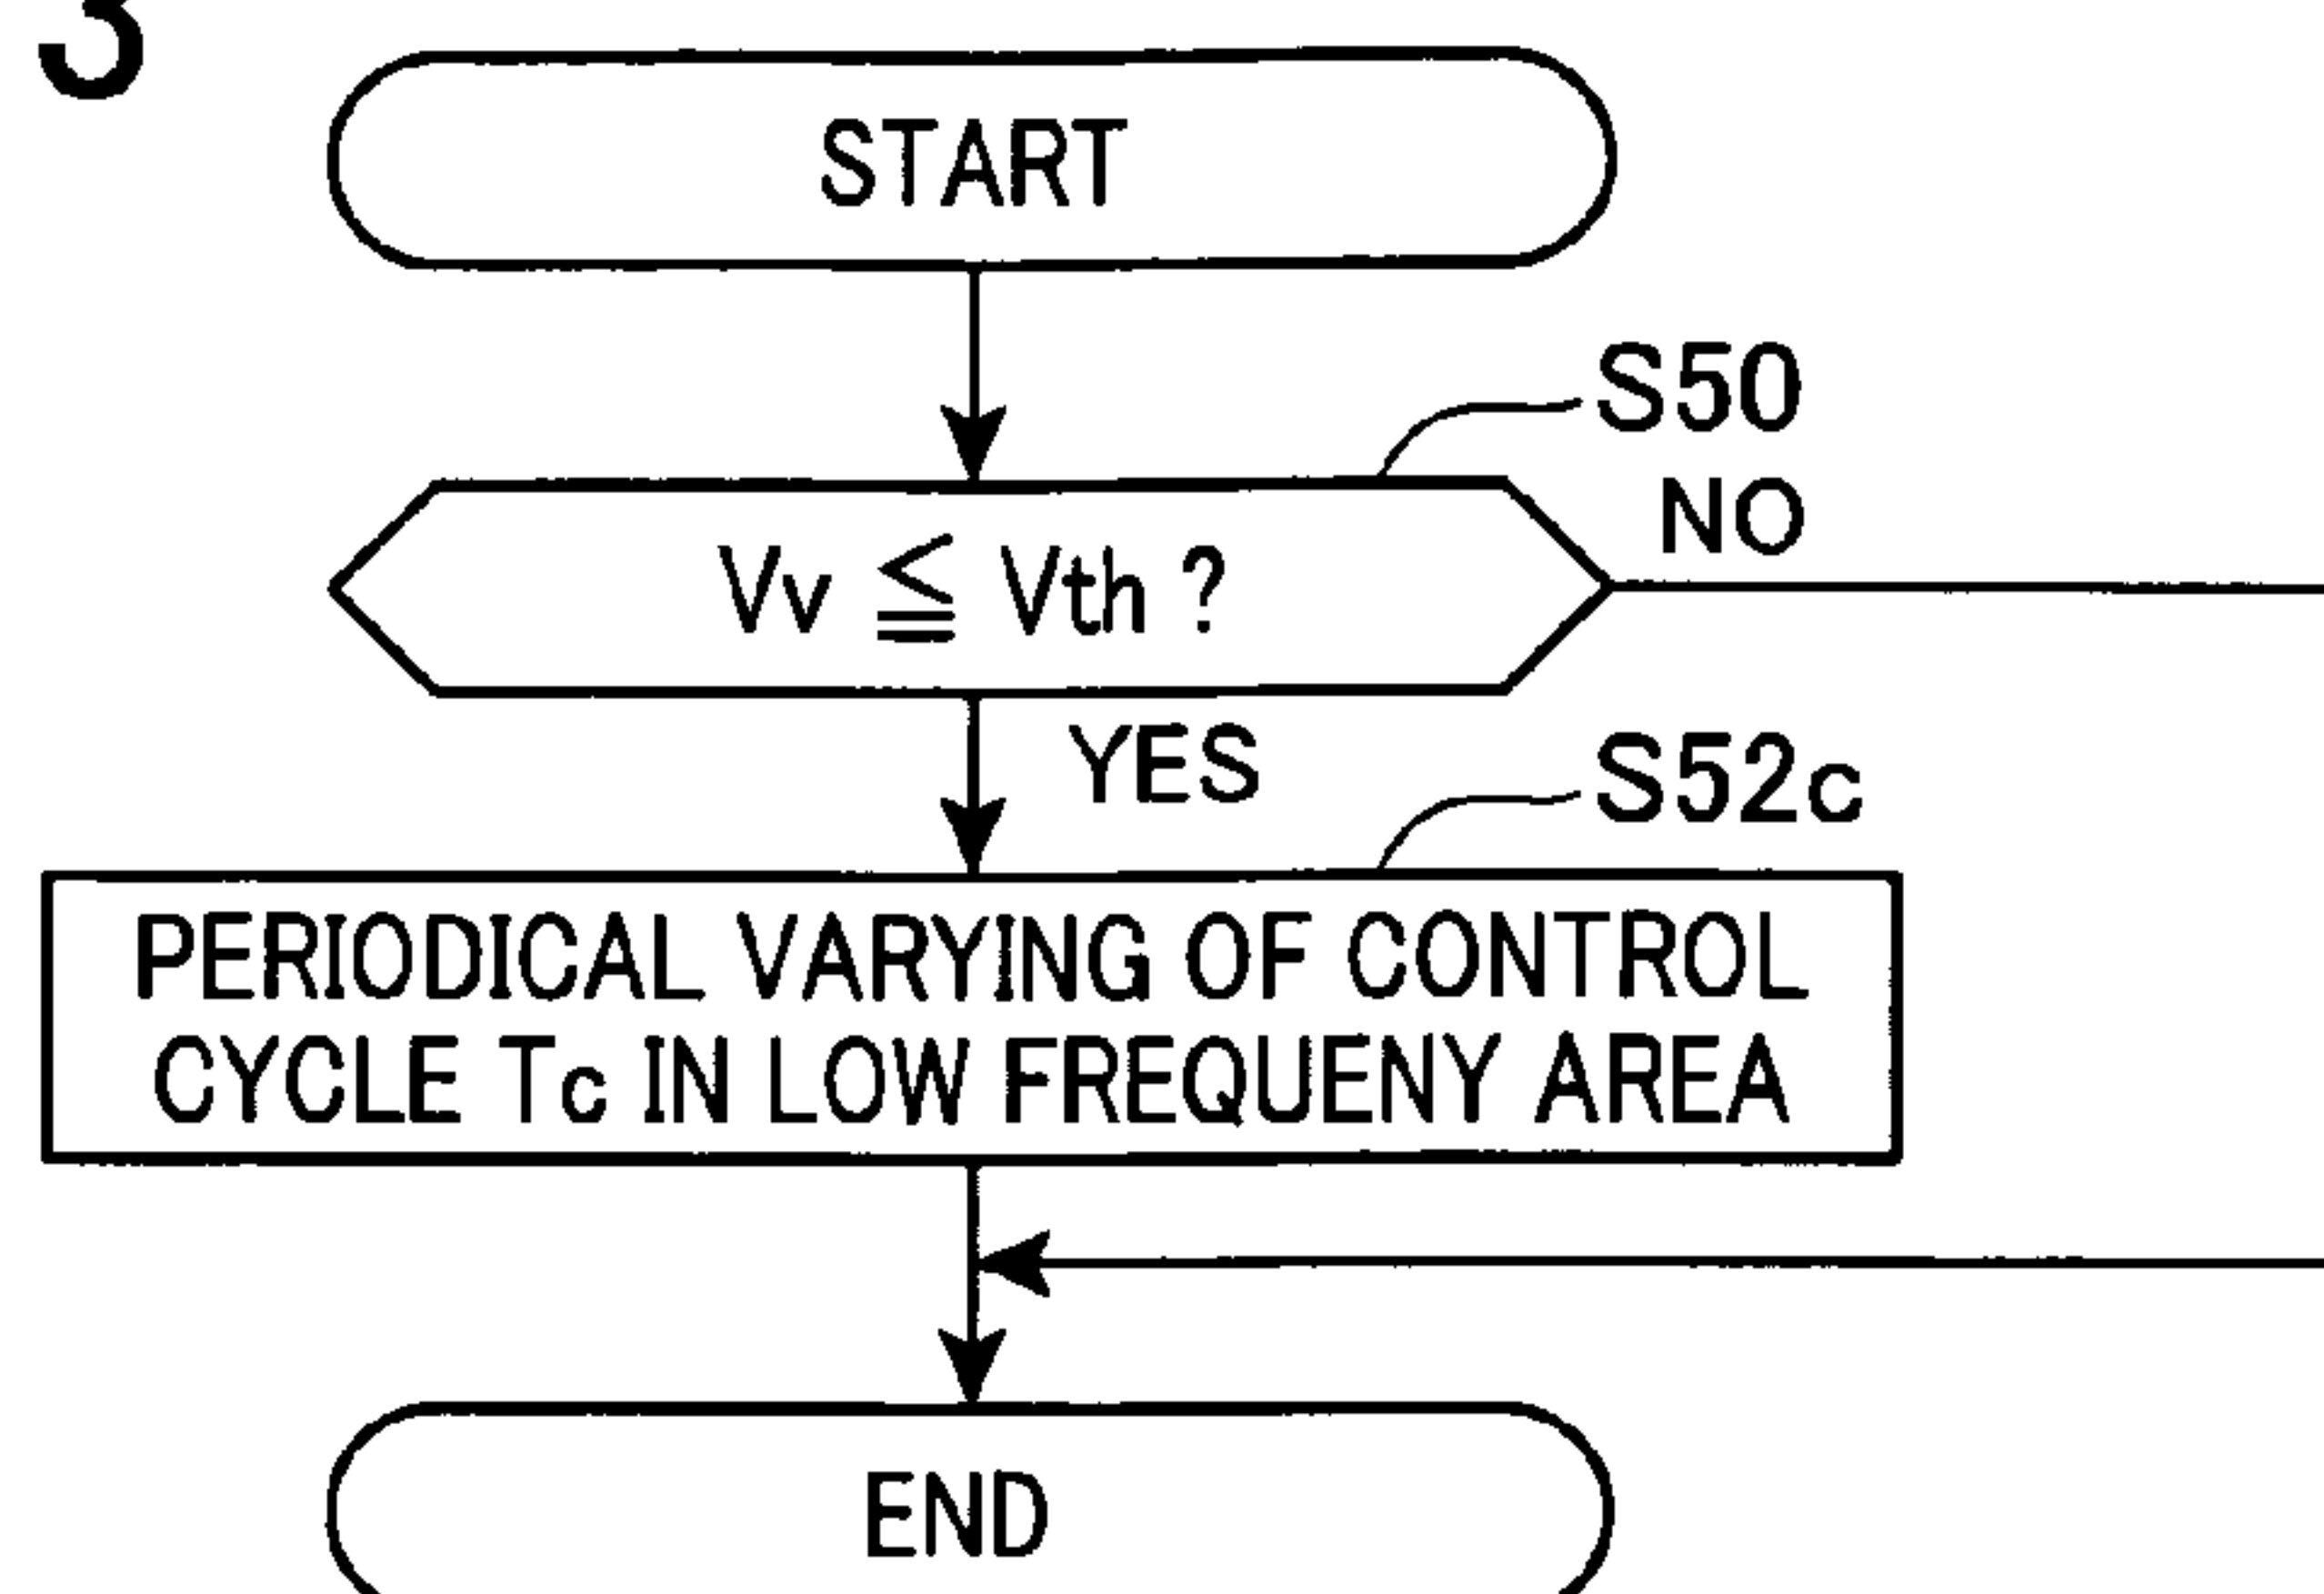 3
START
S50
NO
Vv ≦ Vth ?
YES
S52c
PERIODICAL VARYING OF CONTROL
CYCLE Tc IN LOW FREQUENY AREA
END